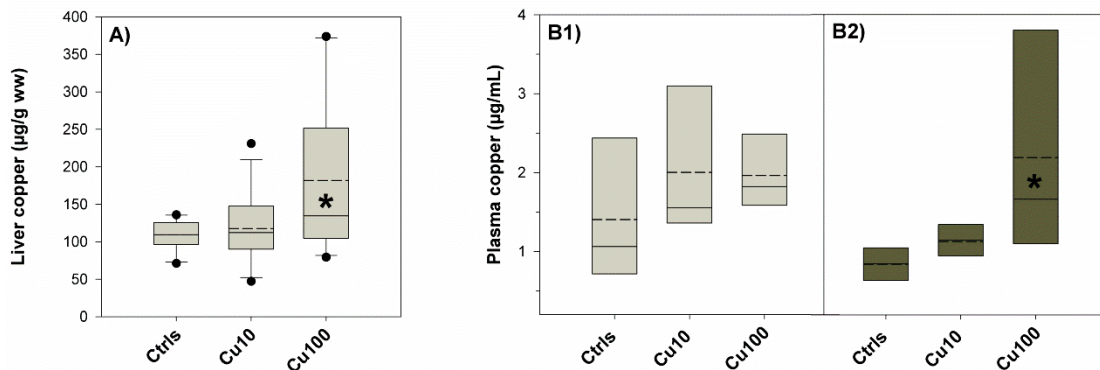 A)
Liver copper (µg/g ww)
400
350
300
250
200
150
100
50
0
Ctrls
Cu10
Cu100
*
B1)
Plasma copper (µg/mL)
4
3
2
1
Ctrls
Cu10
Cu100
B2)
Ctrls
Cu10
Cu100
*